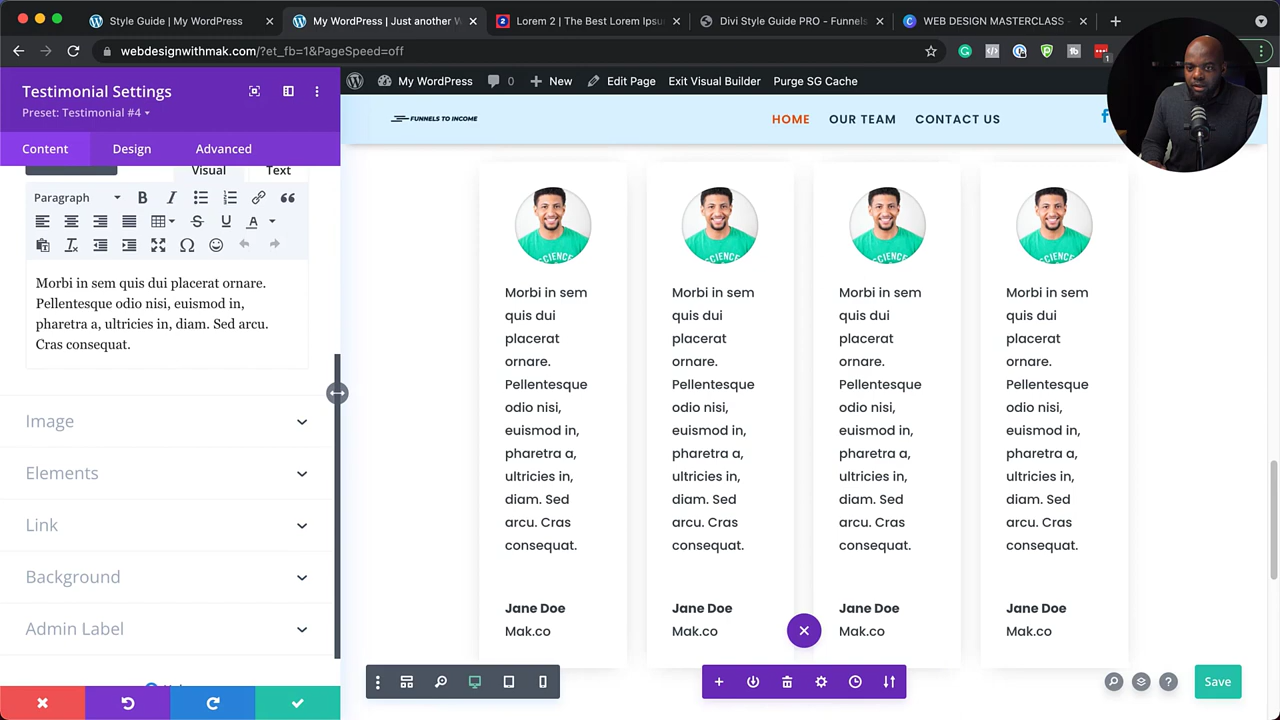 Style Guide | My WordPress
My WordPress | Just another W
Lorem 2 | The Best Lorem Ipsu
Divi Style Guide PRO - Funnels
WEB DESIGN MASTERCLASS -
webdesignwithmak.com/?et_fb=1&PageSpeed=off
My WordPress
0
New
Edit Page
Exit Visual Builder
Purge SG Cache
Testimonial Settings
Preset: Testimonial #4
Content
Design
Advanced
FUNNELS TO INCOME
HOME
OUR TEAM
CONTACT US
Visual
Text
Paragraph
Morbi in sem quis dui placerat ornare.
Pellentesque odio nisi, euismod in,
pharetra a, ultricies in, diam. Sed arcu.
Cras consequat.
Image
Elements
Link
Background
Admin Label
SCIENCE
Morbi in sem
quis dui
placerat
ornare.
Pellentesque
odio nisi,
euismod in,
pharetra a,
ultricies in,
diam. Sed
arcu. Cras
consequat.
Jane Doe
Mak.co
SCIENCE
Morbi in sem
quis dui
placerat
ornare.
Pellentesque
odio nisi,
euismod in,
pharetra a,
ultricies in,
diam. Sed
arcu. Cras
consequat.
Jane Doe
Mak.co
SCIENCE
Morbi in sem
quis dui
placerat
ornare.
Pellentesque
odio nisi,
euismod in,
pharetra a,
ultricies in,
diam. Sed
arcu. Cras
consequat.
Jane Doe
Mak.co
SCIENCE
Morbi in sem
quis dui
placerat
ornare.
Pellentesque
odio nisi,
euismod in,
pharetra a,
ultricies in,
diam. Sed
arcu. Cras
consequat.
Jane Doe
Mak.co
Save